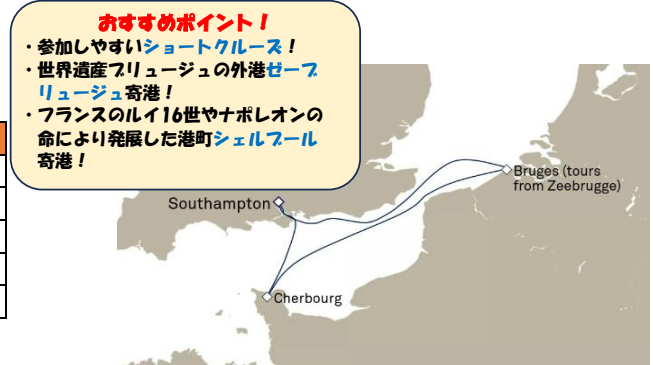 おすすめポイント！
・参加しやすいショートクルーズ！
・世界遺産ブリュージュの外港ゼーブ
リュージュ寄港！
・フランスのルイ16世やナポレオンの
命により発展した港町シェルブール
寄港！
Southampton
Bruges (tours
from Zeebrugge)
Cherbourg